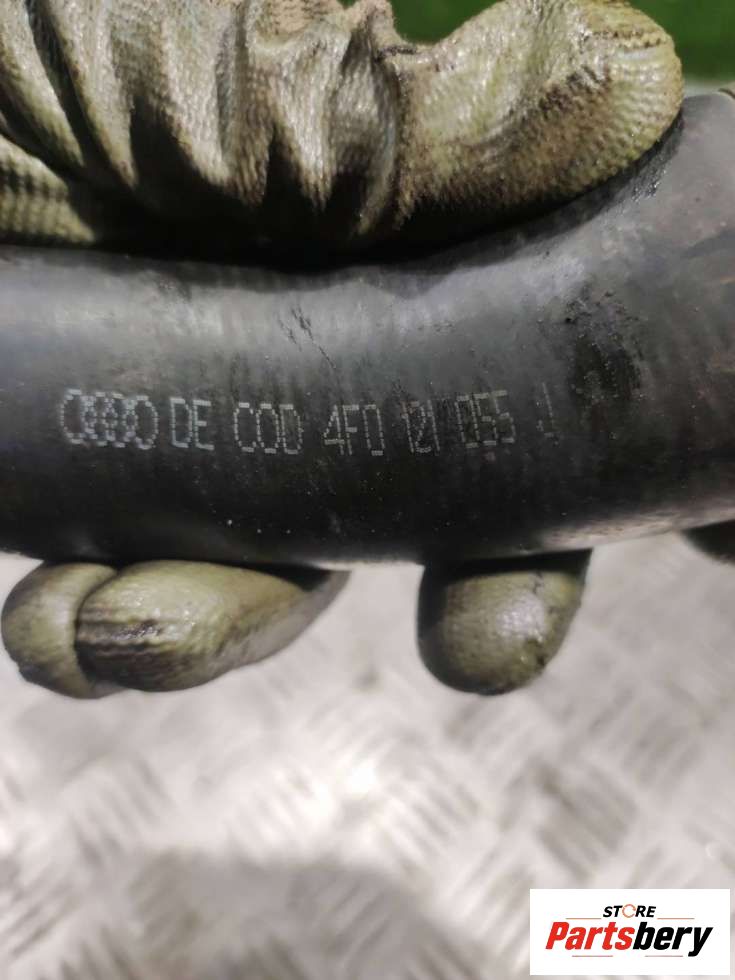 DE COD 4F0 121 055 J
STORE
Partsbery